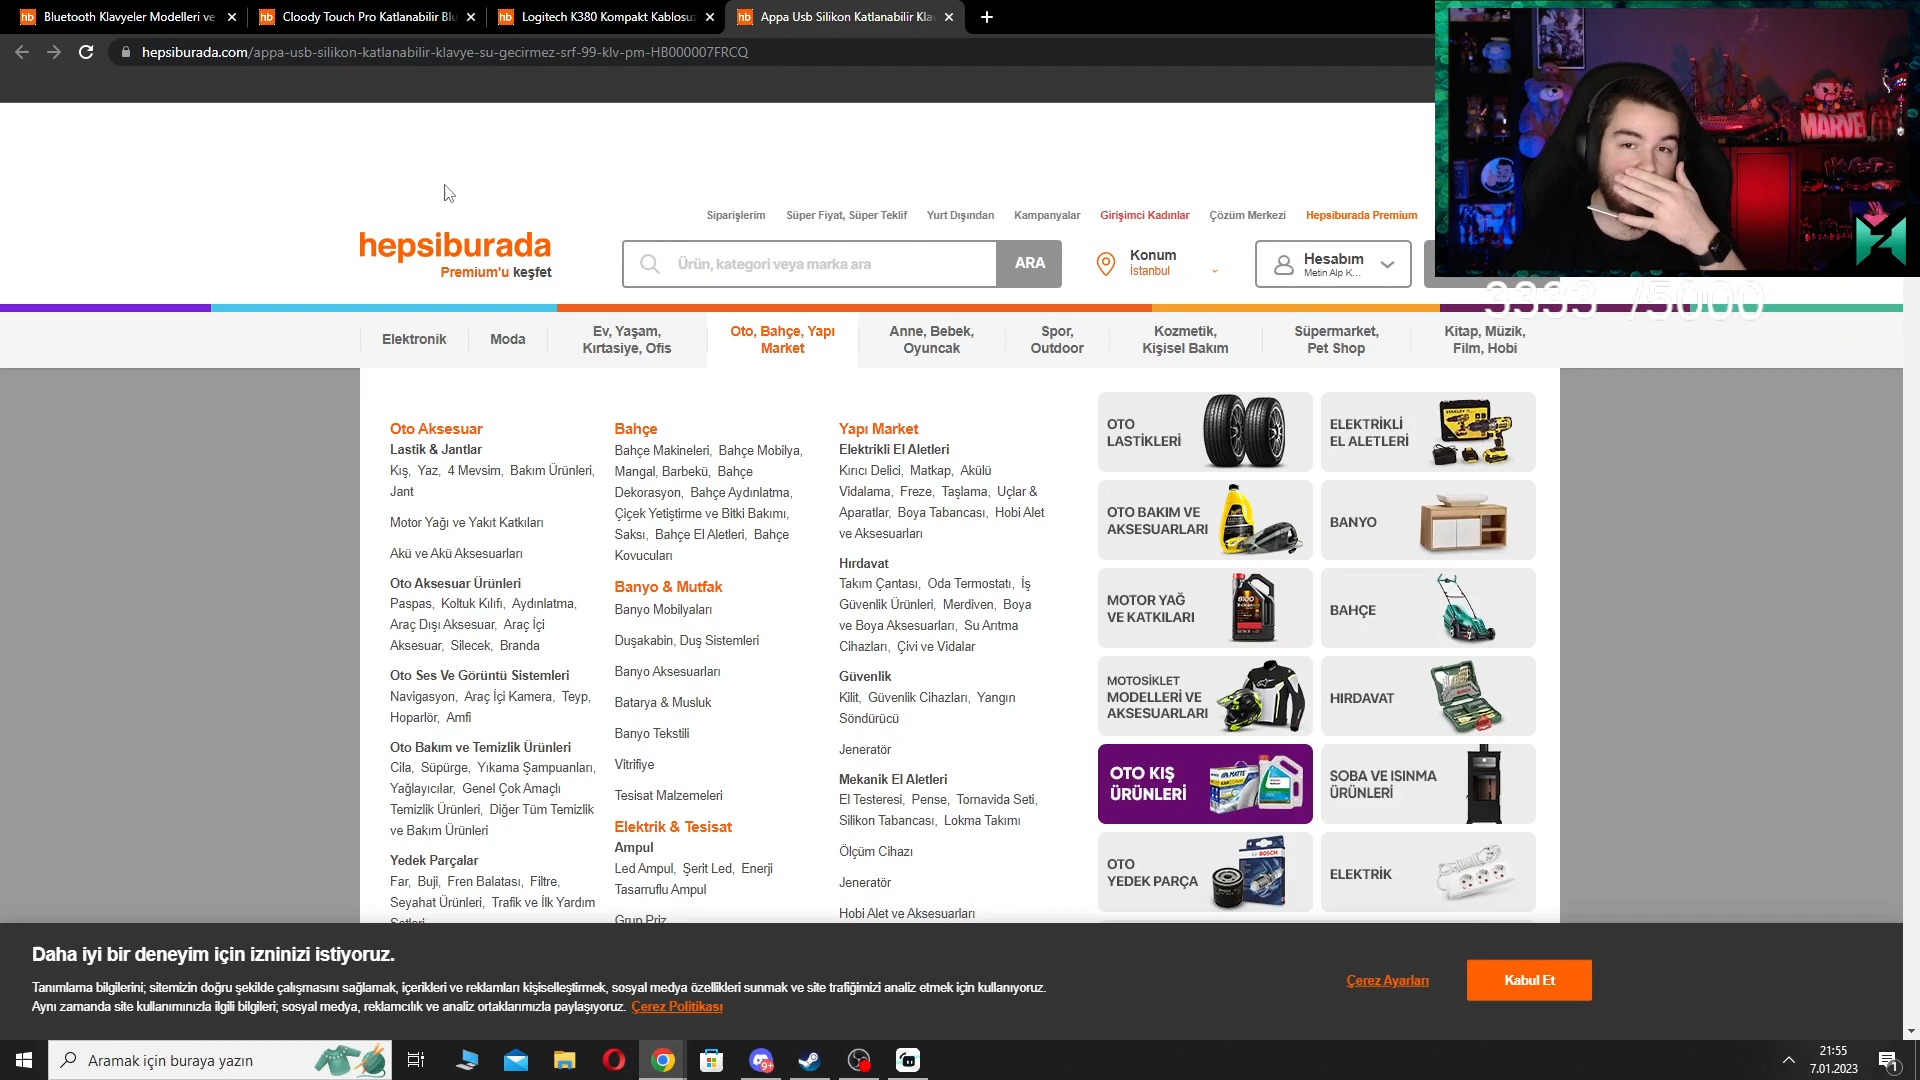 Bluetooth Klavyeler Modelleri ve
Cloody Touch Pro Katlanabilir Blu
Logitech K380 Kompakt Kablosuz
Appa Usb Silikon Katlanabilir Klav
hepsiburada.com/appa-usb-silikon-katlanabilir-klavye-su-gecirmez-srf-99-klv-pm-HB000007FRCQ
MARVEL
Siparişlerim
Süper Fiyat, Süper Teklif
Yurt Dışından
Kampanyalar
Girişimci Kadınlar
Çözüm Merkezi
Hepsiburada Premium
hepsiburada
Premium'u keşfet
Ürün, kategori veya marka ara
ARA
Konum
İstanbul
Hesabım
Metin Alp K...
3333 /5000
Elektronik
Moda
Ev, Yaşam,
Kırtasiye, Ofis
Oto, Bahçe, Yapı
Market
Anne, Bebek,
Oyuncak
Spor,
Outdoor
Kozmetik,
Kişisel Bakım
Süpermarket,
Pet Shop
Kitap, Müzik,
Film, Hobi
Oto Aksesuar
Lastik & Jantlar
Kış, Yaz, 4 Mevsim, Bakım Ürünleri,
Jant
Motor Yağı ve Yakıt Katkıları
Akü ve Akü Aksesuarları
Oto Aksesuar Ürünleri
Paspas, Koltuk Kılıfı, Aydınlatma,
Araç Dışı Aksesuar, Araç İçi
Aksesuar, Silecek, Branda
Oto Ses Ve Görüntü Sistemleri
Navigasyon, Araç İçi Kamera, Teyp,
Hoparlör, Amfi
Oto Bakım ve Temizlik Ürünleri
Cila, Süpürge, Yıkama Şampuanları,
Yağlayıcılar, Genel Çok Amaçlı
Temizlik Ürünleri, Diğer Tüm Temizlik
ve Bakım Ürünleri
Yedek Parçalar
Far, Buji, Fren Balatası, Filtre,
Seyahat Ürünleri, Trafik ve İlk Yardım
Setleri
Bahçe
Bahçe Makineleri, Bahçe Mobilya,
Mangal, Barbekü, Bahçe
Dekorasyon, Bahçe Aydınlatma,
Çiçek Yetiştirme ve Bitki Bakımı,
Saksı, Bahçe El Aletleri, Bahçe
Kovucuları
Banyo & Mutfak
Banyo Mobilyaları
Duşakabin, Duş Sistemleri
Banyo Aksesuarları
Batarya & Musluk
Banyo Tekstili
Vitrifiye
Tesisat Malzemeleri
Elektrik & Tesisat
Ampul
Led Ampul, Şerit Led, Enerji
Tasarruflu Ampul
Grup Priz
Yapı Market
Elektrikli El Aletleri
Kırıcı Delici, Matkap, Akülü
Vidalama, Freze, Taşlama, Uçlar &
Aparatlar, Boya Tabancası, Hobi Alet
ve Aksesuarları
Hırdavat
Takım Çantası, Oda Termostatı, İş
Güvenlik Ürünleri, Merdiven, Boya
ve Boya Aksesuarları, Su Arıtma
Cihazları, Çivi ve Vidalar
Güvenlik
Kilit, Güvenlik Cihazları, Yangın
Söndürücü
Jeneratör
Mekanik El Aletleri
El Testeresi, Pense, Tornavida Seti,
Silikon Tabancası, Lokma Takımı
Ölçüm Cihazı
Jeneratör
Hobi Alet ve Aksesuarları
OTO
LASTİKLERİ
ELEKTRİKLİ
EL ALETLERİ
OTO BAKIM VE
AKSESUARLARI
BANYO
MOTOR YAĞ
VE KATKILARI
8100
BAHÇE
MOTOSİKLET
MODELLERİ VE
AKSESUARLARI
HIRDAVAT
OTO KIŞ
ÜRÜNLERİ
SOBA VE ISINMA
ÜRÜNLERİ
OTO
YEDEK PARÇA
BOSCH
ELEKTRİK
Daha iyi bir deneyim için izninizi istiyoruz.
Tanımlama bilgilerini; sitemizin doğru şekilde çalışmasını sağlamak, içerikleri ve reklamları kişiselleştirmek, sosyal medya özellikleri sunmak ve site trafiğimizi analiz etmek için kullanıyoruz.
Aynı zamanda site kullanımınızla ilgili bilgileri; sosyal medya, reklamcılık ve analiz ortaklarımızla paylaşıyoruz. Çerez Politikası
Çerez Ayarları
Kabul Et
Aramak için buraya yazın
9+
21:55
7.01.2023
1